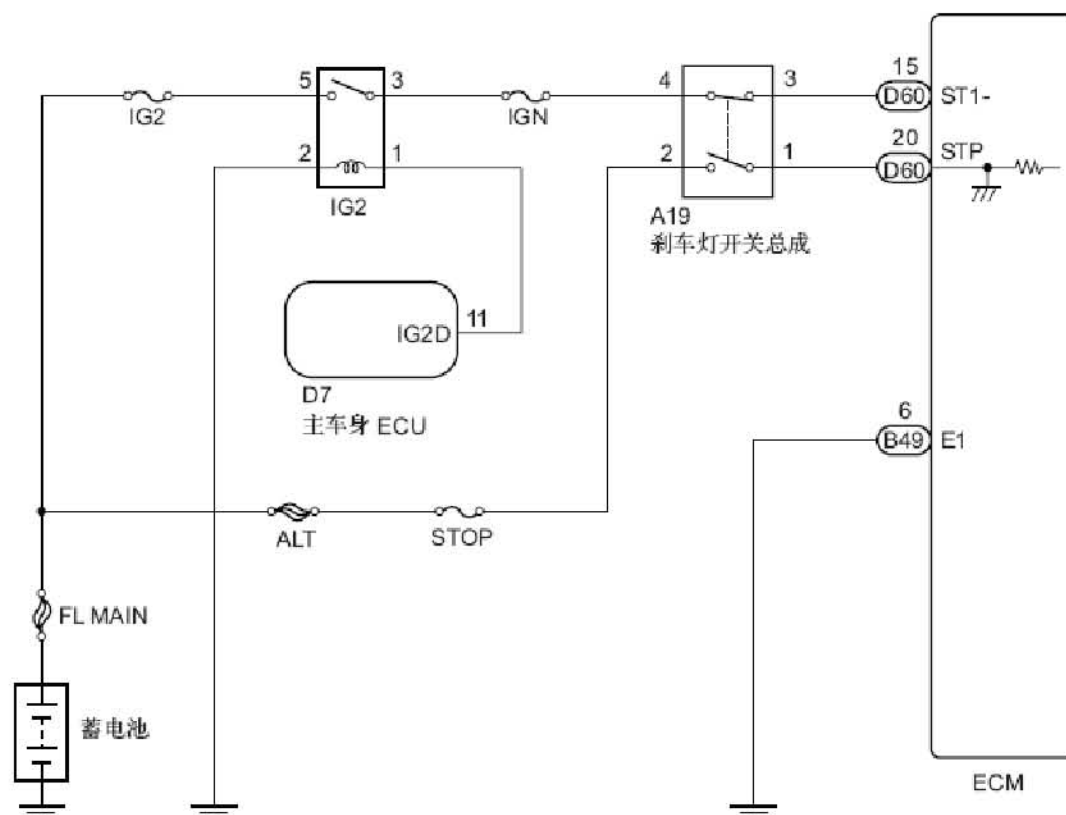 15
5
3
4
3
D60
ST1-
IG2
IGN
20
STP
2
1
2
1
D60
IG2
A19
刹车灯开关总成
IG2D
11
D7
主车身 ECU
6
B49
E1
ALT
STOP
FL MAIN
蓄电池
ECM